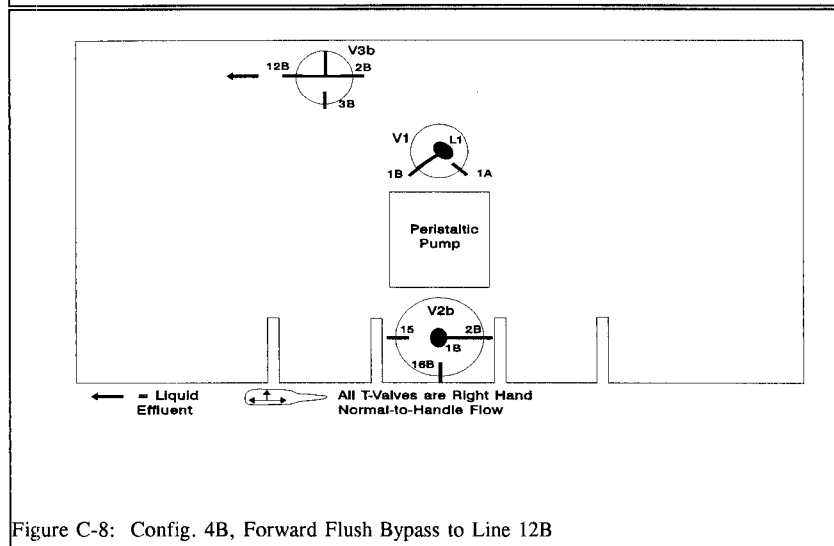 V3b
12B 2B
3B
V1 L1
1B 1A
Peristaltic
Pump
V2b
15 2B
1B
16B
= Liquid
Effluent
All T-Valves are Right Hand
Normal-to-Handle Flow
Figure C-8: Config. 4B, Forward Flush Bypass to Line 12B